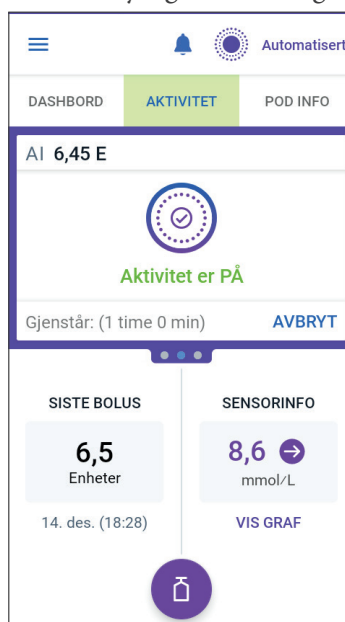 Automatisert
DASHBORD AKTIVITET POD INFO
AI 6,45 E
Aktivitet er PÅ
Gjenstår: (1 time 0 min) AVBRYT
SISTE BOLUS
6,5
Enheter
14. des. (18:28)
SENSORINFO
8,6
mmol/L
VIS GRAF